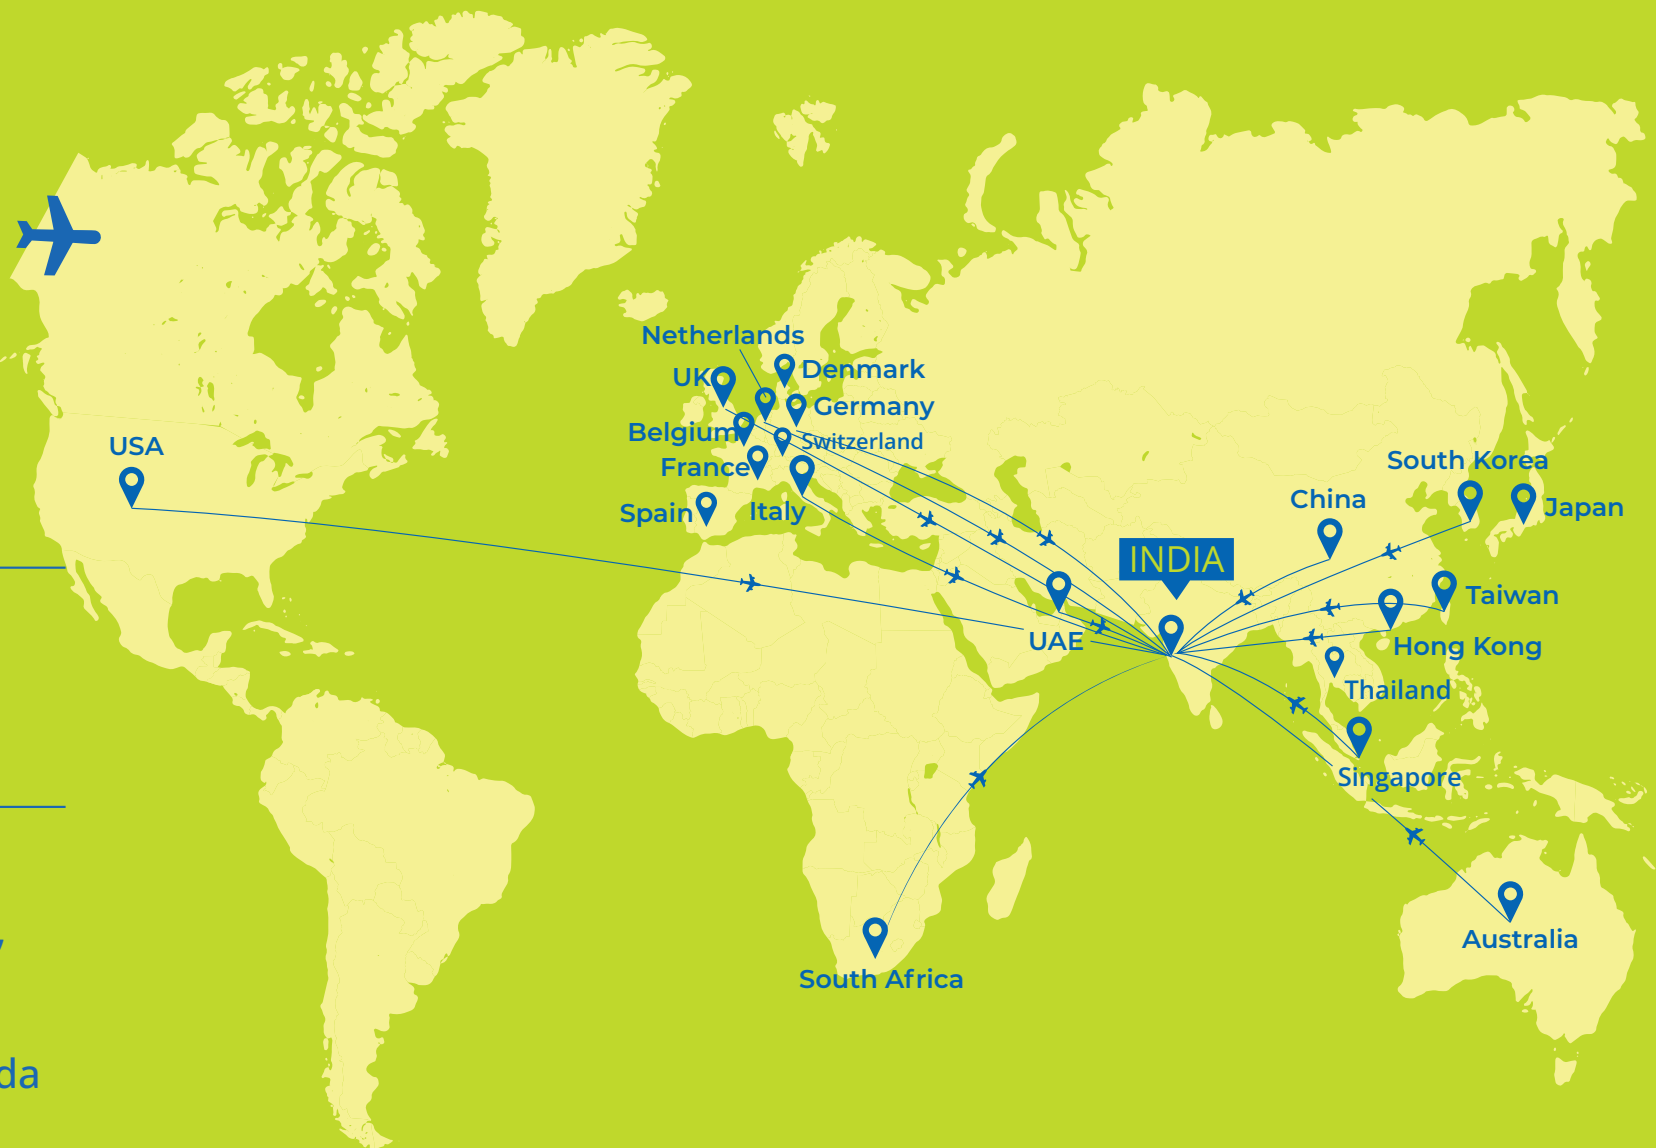 Netherlands
UK
Denmark
Germany
Belgium
Switzerland
France
Spain
Italy
USA
South Korea
China
Japan
INDIA
Taiwan
UAE
Hong Kong
Thailand
Singapore
Australia
South Africa
da